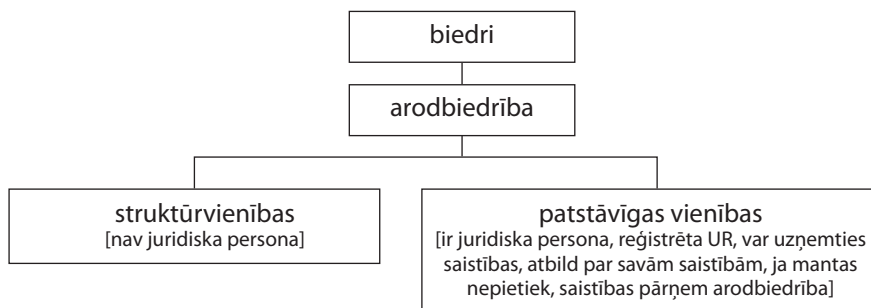 biedri
arodbiedrība
struktūrvienības
[nav juridiska persona]
patstāvīgas vienības
[ir juridiska persona, reģistrēta UR, var uzņemties
saistības, atbild par savām saistībām, ja mantas
nepietiek, saistības pārņem arodbiedrība]